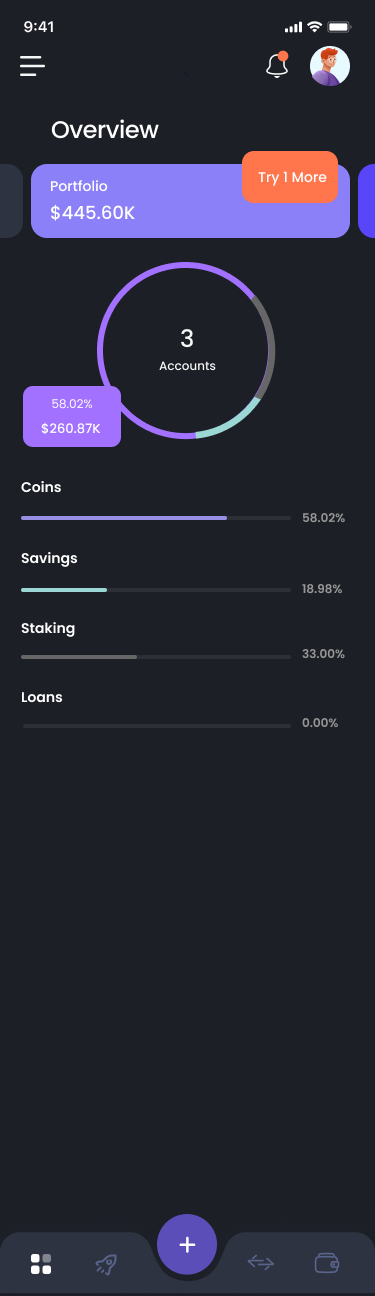 9:41
Overview
Try 1 More
Portfolio
$445.60K
3
Accounts
58.02%
$260.87K
Coins
58.02%
Savings
18.98%
Staking
33.00%
Loans
0.00%